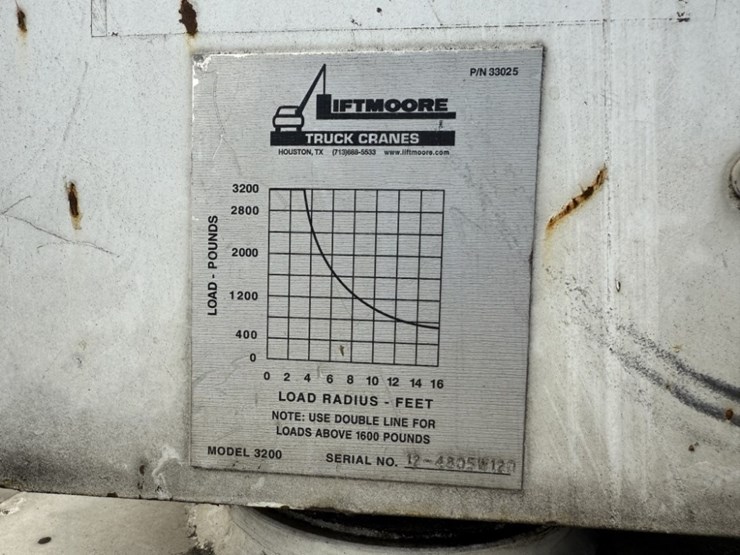 P/N 33025
LIFTMOORE
TRUCK CRANES
HOUSTON, TX (713)688-5533 www.liftmoore.com
3200
2800
2000
1200
400
0
LOAD - POUNDS
0 2 4 6 8 10 12 14 16
LOAD RADIUS - FEET
NOTE: USE DOUBLE LINE FOR
LOADS ABOVE 1600 POUNDS
MODEL 3200 SERIAL NO.